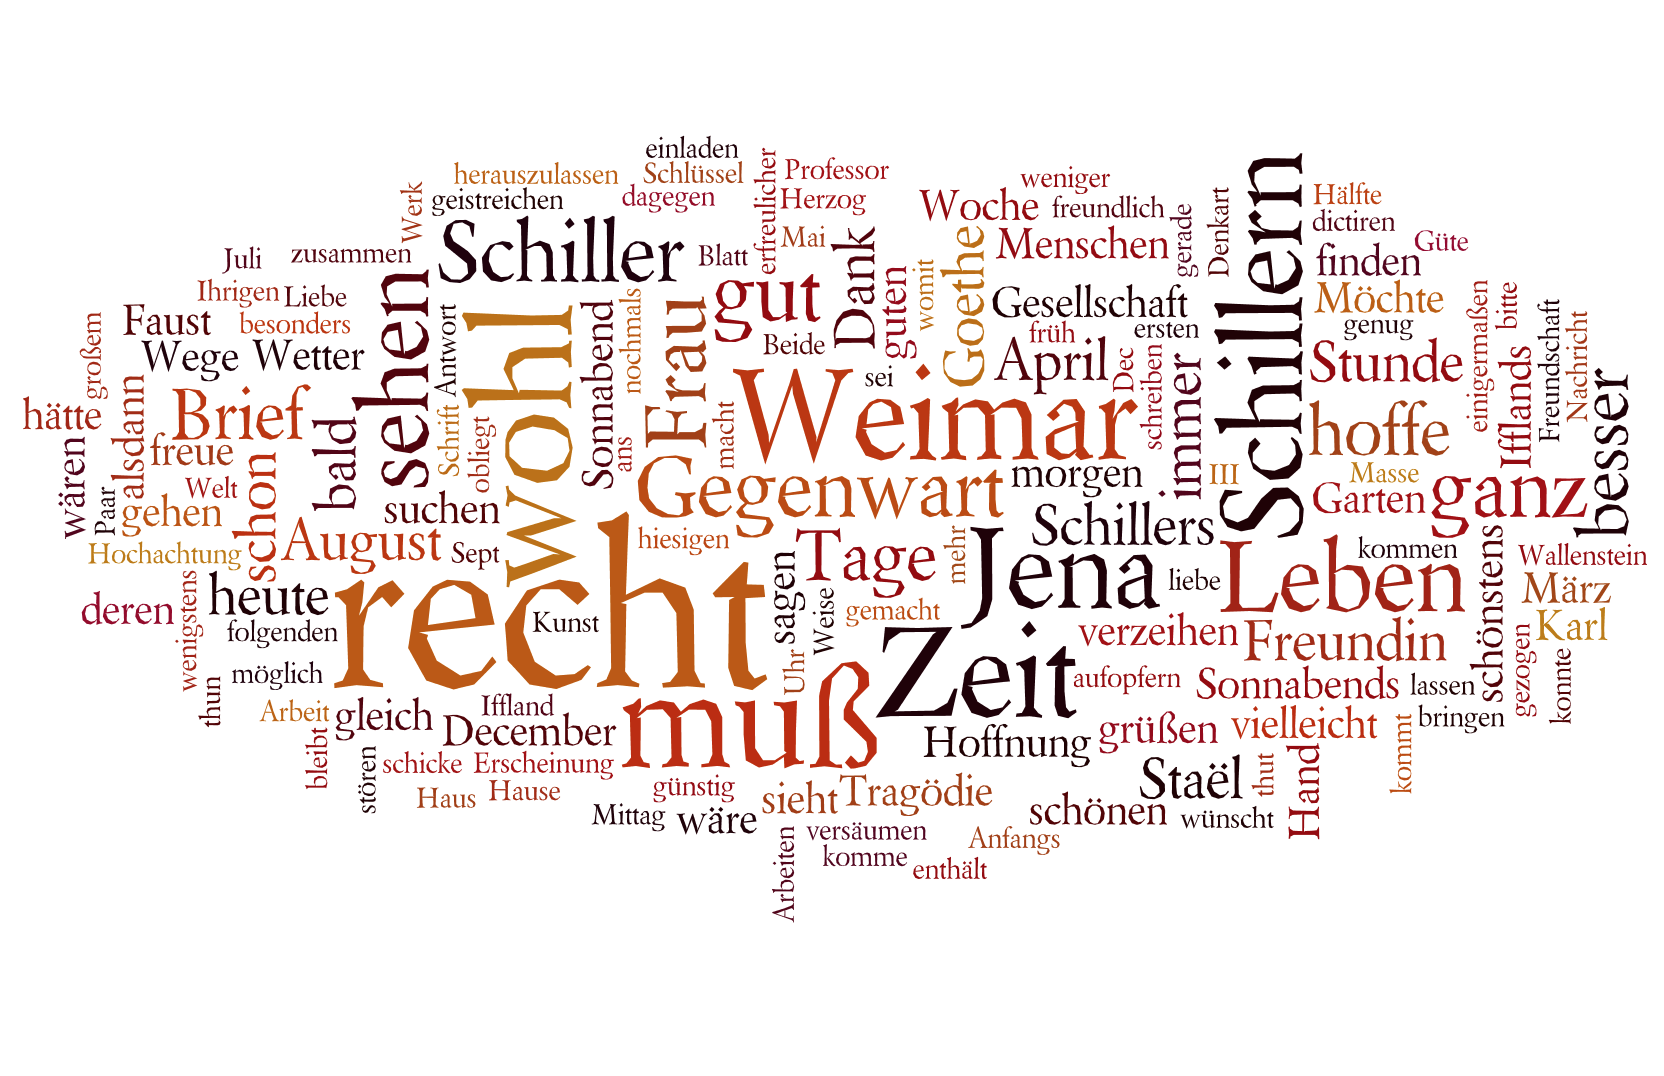 einladen
herauszulassen
Schlüssel
erfreulicher
Professor
weniger
Schillern
Werk
geistreichen
dagegen
Herzog
Woche
freundlich
gerade
Denkart
Hälfte
dictiren
Schiller
Mai
Dank
Goethe
Menschen
Güte
Juli
zusammen
Blatt
womit
finden
sehen
gut
guten
Ihrigen
Liebe
Gesellschaft
Möchte
einigermaßen
bitte
Faust
besonders
Antwort
wohl
Sonnabend
nochmals
Frau
früh
ersten
genug
Freundschaft
Nachricht
großem
Wege
Wetter
Beide
April
Dec
schreiben
immer
Stunde
Ifflands
besser
hätte
alsdann
Brief
bald
Schrift
obliegt
ans
macht
Weimar
sei
hoffe
wären
freue
schon
Gegenwart
morgen
III
Masse
Paar
Welt
gehen
suchen
Garten
ganz
Hochachtung
August
Sept
hiesigen
Schillers
kommen
schönstens
Wallenstein
wenigstens
heute
recht
sagen
Tage
mehr
Jena
liebe
Leben
März
deren
folgenden
Kunst
Weise
gemacht
verzeihen
Freundin
Karl
thun
möglich
Uhr
Zeit
aufopfern
Sonnabends
lassen
gezogen
konnte
Arbeit
gleich
Iffland
December
muß
Hoffnung
grüßen
vielleicht
bringen
bleibt
stören
schicke
Erscheinung
Staël
thut
Hand
kommt
Haus
Hause
günstig
sieht
Tragödie
Mittag
wäre
schönen
wünscht
Arbeiten
versäumen
Anfangs
komme
enthält